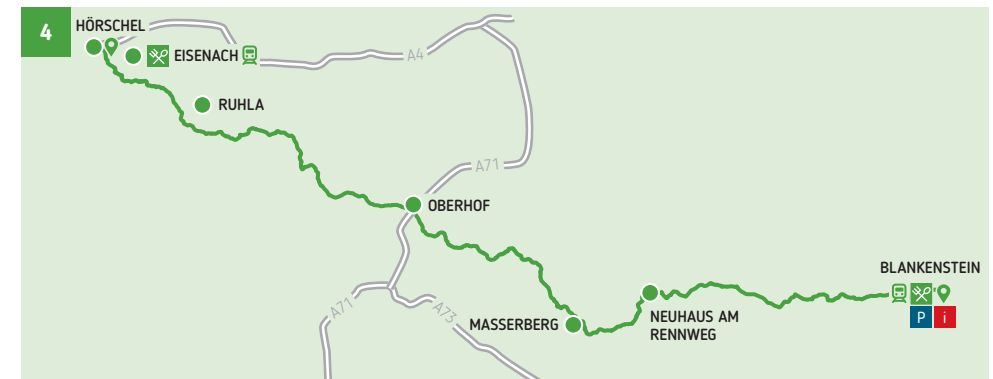 4
HÖRSCHEL
EISENACH
A4
RUHLA
A71
OBERHOF
BLANKENSTEIN
P i
A71
A73
MASSERBERG
NEUHAUS AM
RENNWEG